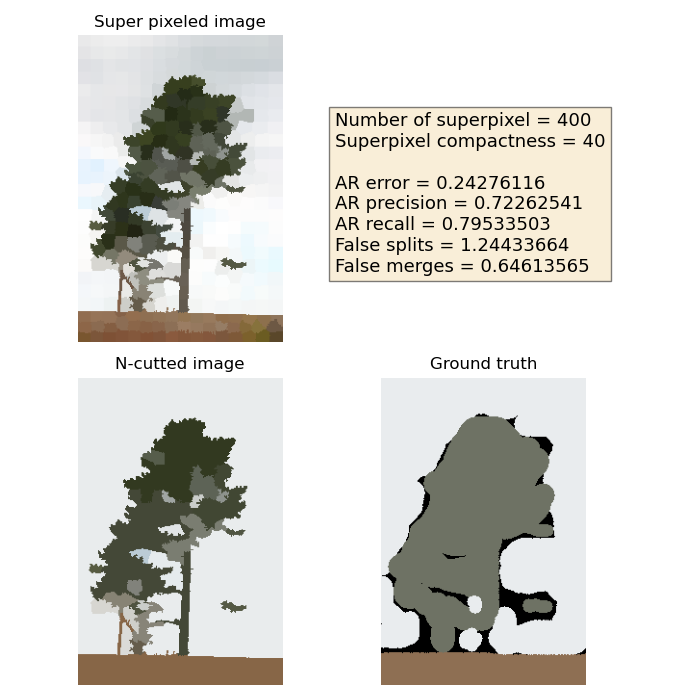 Super pixeled image
Number of superpixel = 400
Superpixel compactness = 40
AR error = 0.24276116
AR precision = 0.72262541
AR recall = 0.79533503
False splits = 1.24433664
False merges = 0.64613565
N-cutted image
Ground truth